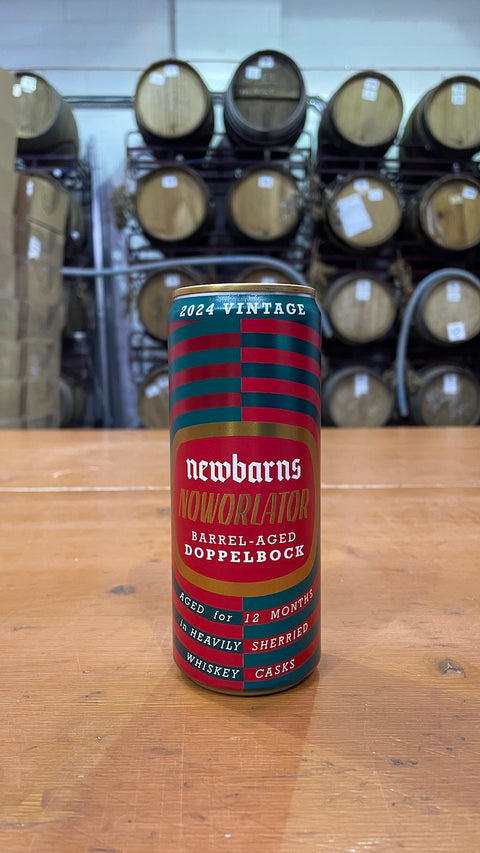 2024 VINTAGE
newbarns
NOWORLATOR
BARREL-AGED
DOPPELBOCK
AGED for 12 MONTHS
in HEAVILY SHERRIED
WHISKEY CASKS